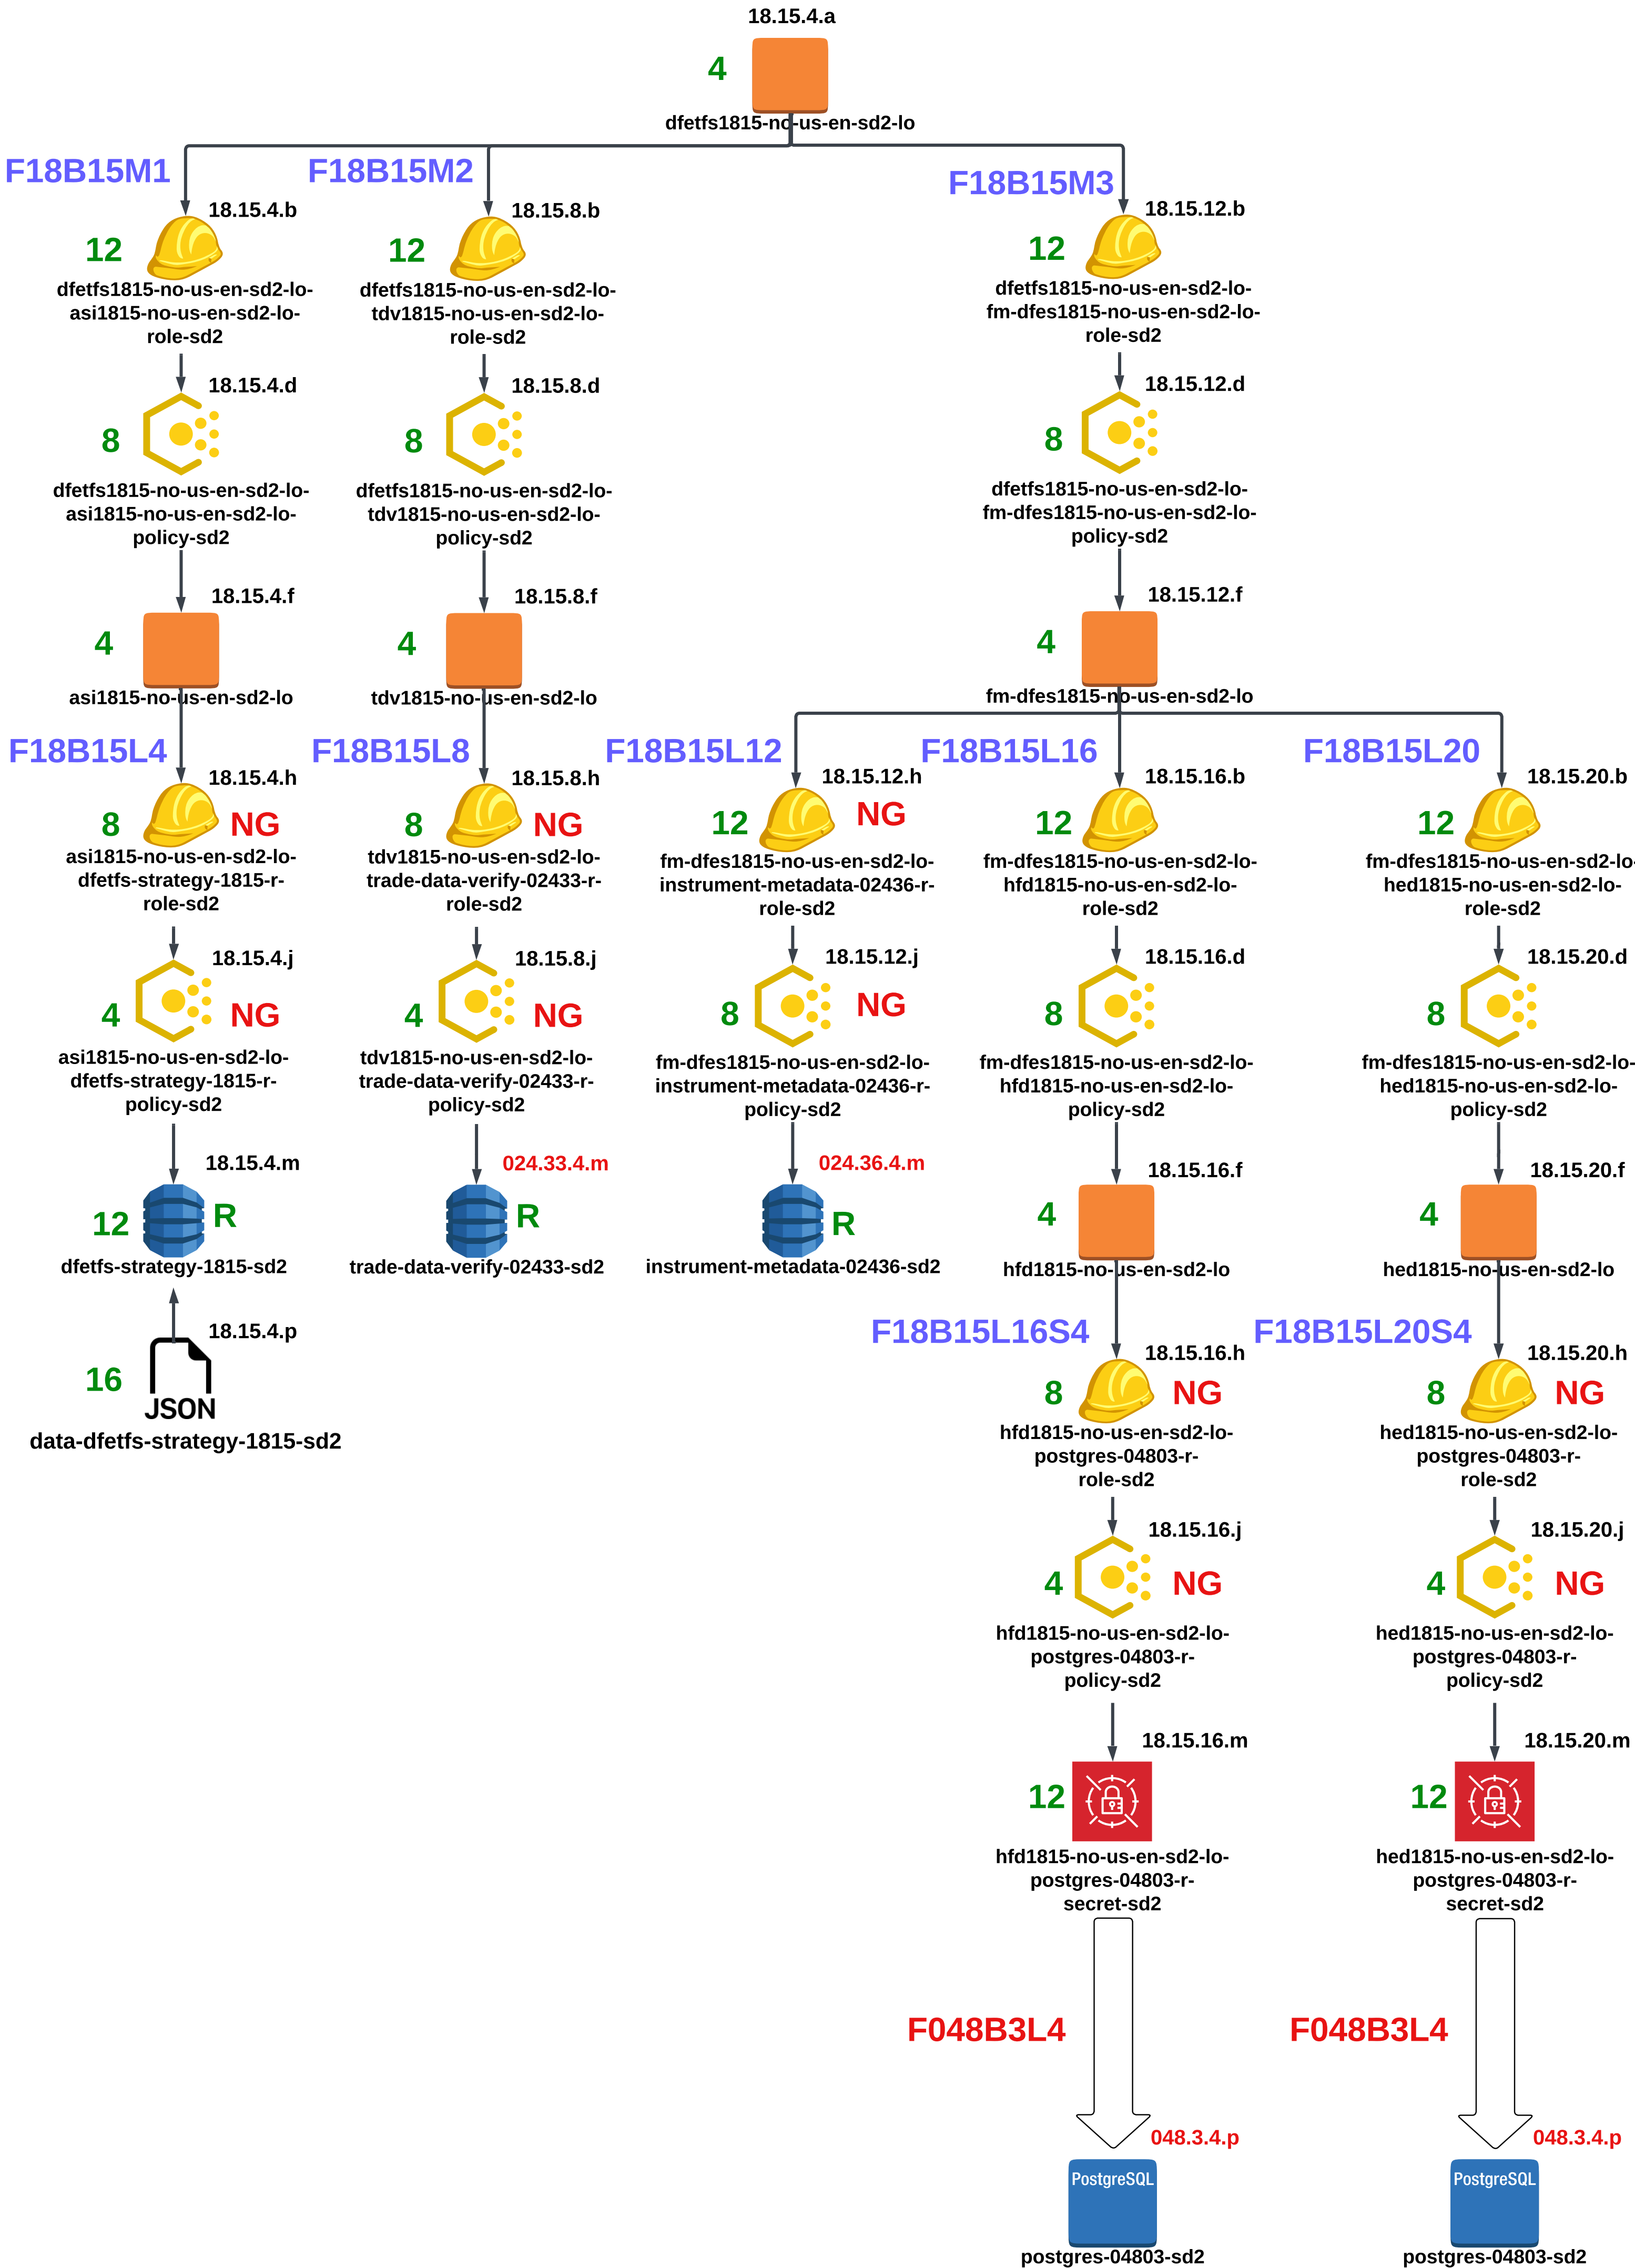 18.15.4.a
4
dfetfs1815-no-us-en-sd2-lo
F18B15M1
18.15.4.b
12
dfetfs1815-no-us-en-sd2-lo-
asi1815-no-us-en-sd2-lo-
role-sd2
18.15.4.d
8
dfetfs1815-no-us-en-sd2-lo-
asi1815-no-us-en-sd2-lo-
policy-sd2
18.15.4.f
4
asi1815-no-us-en-sd2-lo
F18B15L4
18.15.4.h
8
NG
asi1815-no-us-en-sd2-lo-
dfetfs-strategy-1815-r-
role-sd2
18.15.4.j
4
NG
asi1815-no-us-en-sd2-lo-
dfetfs-strategy-1815-r-
policy-sd2
18.15.4.m
12
R
dfetfs-strategy-1815-sd2
18.15.4.p
16
JSON
data-dfetfs-strategy-1815-sd2
F18B15M2
18.15.8.b
12
dfetfs1815-no-us-en-sd2-lo-
tdv1815-no-us-en-sd2-lo-
role-sd2
18.15.8.d
8
dfetfs1815-no-us-en-sd2-lo-
tdv1815-no-us-en-sd2-lo-
policy-sd2
18.15.8.f
4
tdv1815-no-us-en-sd2-lo
F18B15L8
18.15.8.h
8
NG
tdv1815-no-us-en-sd2-lo-
trade-data-verify-02433-r-
role-sd2
18.15.8.j
4
NG
tdv1815-no-us-en-sd2-lo-
trade-data-verify-02433-r-
policy-sd2
024.33.4.m
R
trade-data-verify-02433-sd2
F18B15M3
18.15.12.b
12
dfetfs1815-no-us-en-sd2-lo-
fm-dfes1815-no-us-en-sd2-lo-
role-sd2
18.15.12.d
8
dfetfs1815-no-us-en-sd2-lo-
fm-dfes1815-no-us-en-sd2-lo-
policy-sd2
18.15.12.f
4
fm-dfes1815-no-us-en-sd2-lo
F18B15L12
18.15.12.h
12
NG
fm-dfes1815-no-us-en-sd2-lo-
instrument-metadata-02436-r-
role-sd2
18.15.12.j
8
NG
fm-dfes1815-no-us-en-sd2-lo-
instrument-metadata-02436-r-
policy-sd2
024.36.4.m
R
instrument-metadata-02436-sd2
F18B15L16
18.15.16.b
12
fm-dfes1815-no-us-en-sd2-lo-
hfd1815-no-us-en-sd2-lo-
role-sd2
18.15.16.d
8
fm-dfes1815-no-us-en-sd2-lo-
hfd1815-no-us-en-sd2-lo-
policy-sd2
18.15.16.f
4
hfd1815-no-us-en-sd2-lo
F18B15L16S4
18.15.16.h
8
NG
hfd1815-no-us-en-sd2-lo-
postgres-04803-r-
role-sd2
18.15.16.j
4
NG
hfd1815-no-us-en-sd2-lo-
postgres-04803-r-
policy-sd2
18.15.16.m
12
hfd1815-no-us-en-sd2-lo-
postgres-04803-r-
secret-sd2
F048B3L4
048.3.4.p
PostgreSQL
postgres-04803-sd2
F18B15L20
18.15.20.b
12
fm-dfes1815-no-us-en-sd2-lo-
hed1815-no-us-en-sd2-lo-
role-sd2
18.15.20.d
8
fm-dfes1815-no-us-en-sd2-lo-
hed1815-no-us-en-sd2-lo-
policy-sd2
18.15.20.f
4
hed1815-no-us-en-sd2-lo
F18B15L20S4
18.15.20.h
8
NG
hed1815-no-us-en-sd2-lo-
postgres-04803-r-
role-sd2
18.15.20.j
4
NG
hed1815-no-us-en-sd2-lo-
postgres-04803-r-
policy-sd2
18.15.20.m
12
hed1815-no-us-en-sd2-lo-
postgres-04803-r-
secret-sd2
F048B3L4
048.3.4.p
PostgreSQL
postgres-04803-sd2